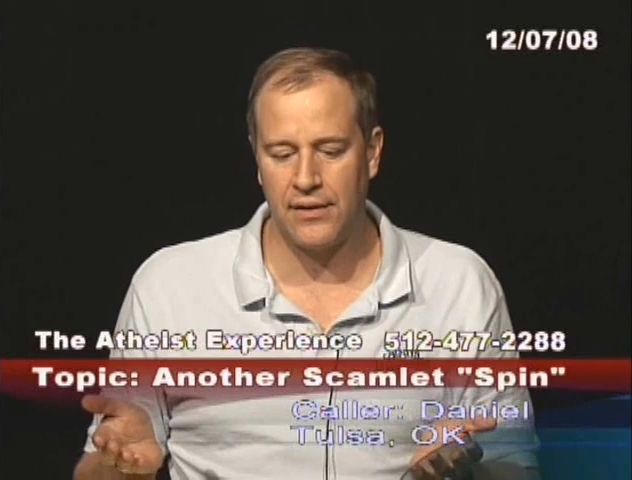 12/07/08
The Atheist Experience 512-477-2288
Topic: Another Scamlet "Spin"
Caller: Daniel
Tulsa, OK